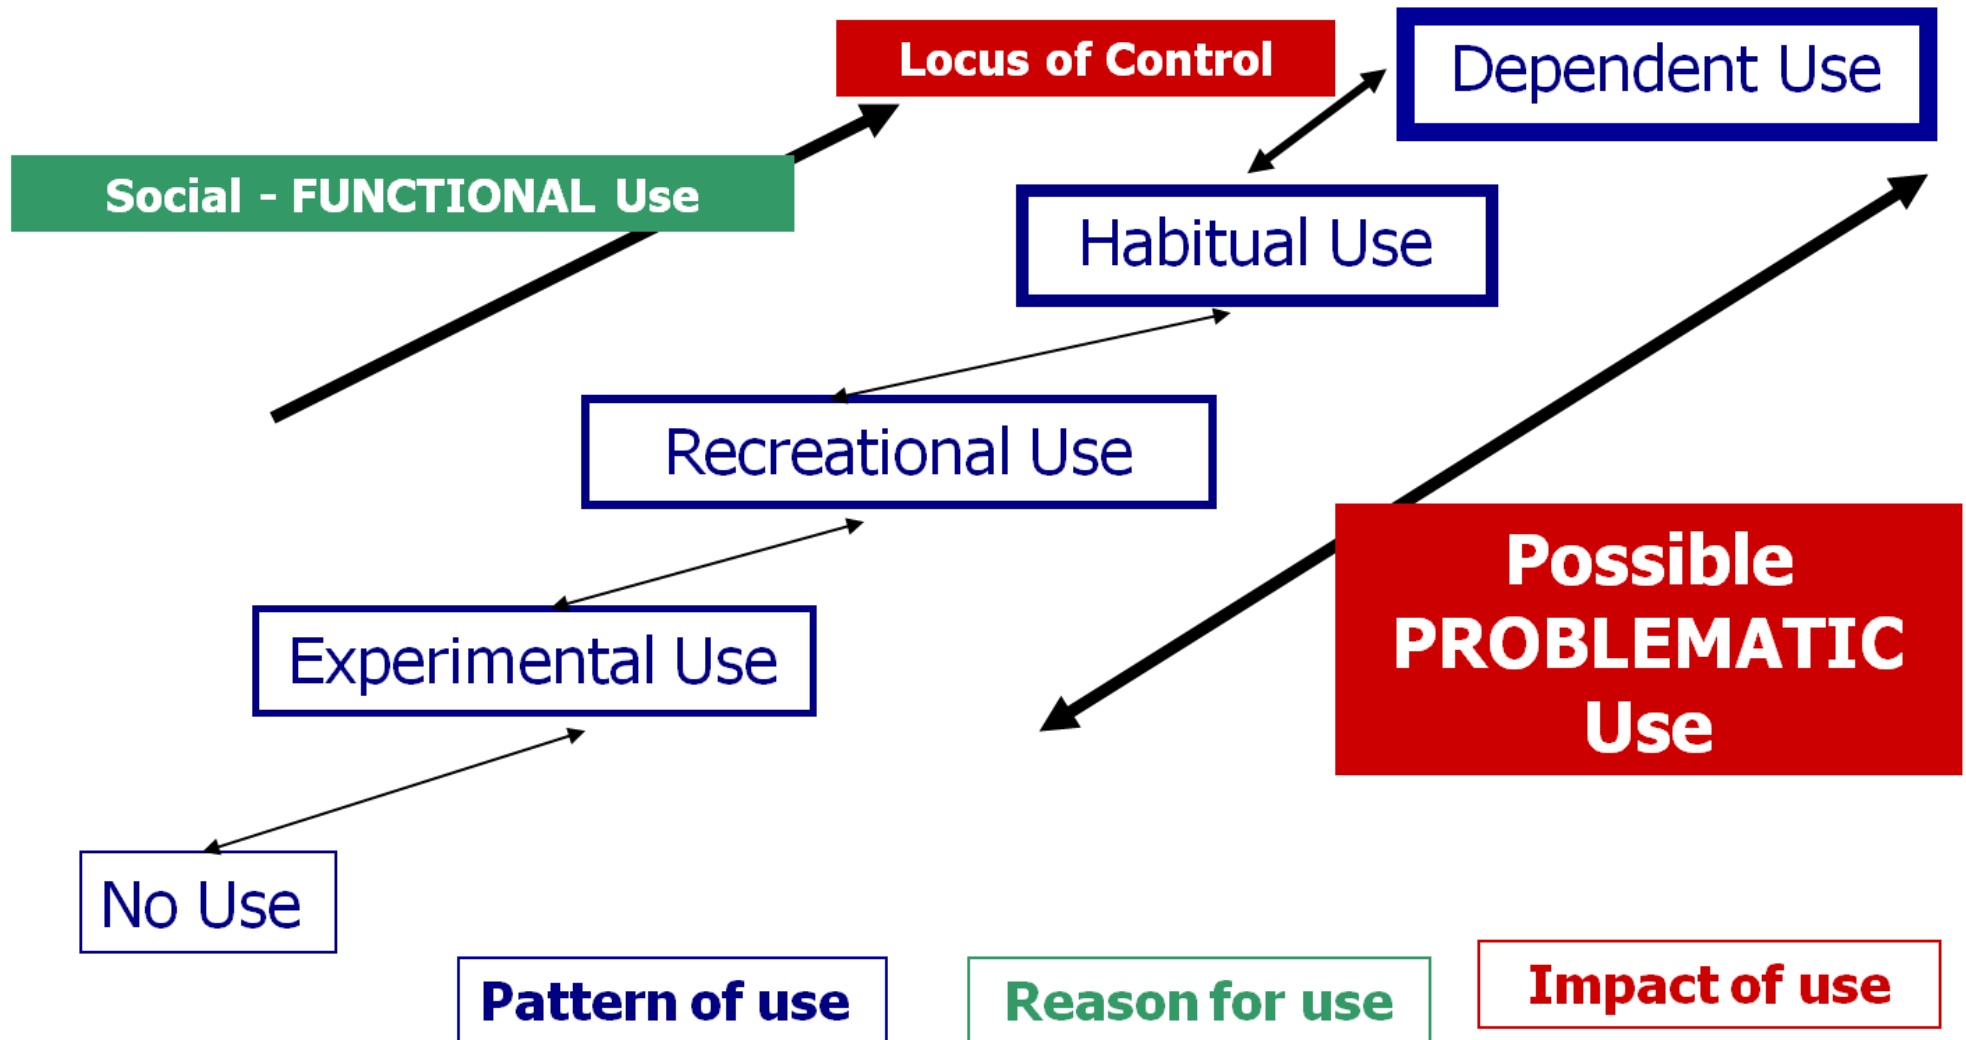 Locus of Control
Dependent Use
Social - FUNCTIONAL Use
Habitual Use
Recreational Use
Possible
PROBLEMATIC
Use
Experimental Use
No Use
Pattern of use
Reason for use
Impact of use